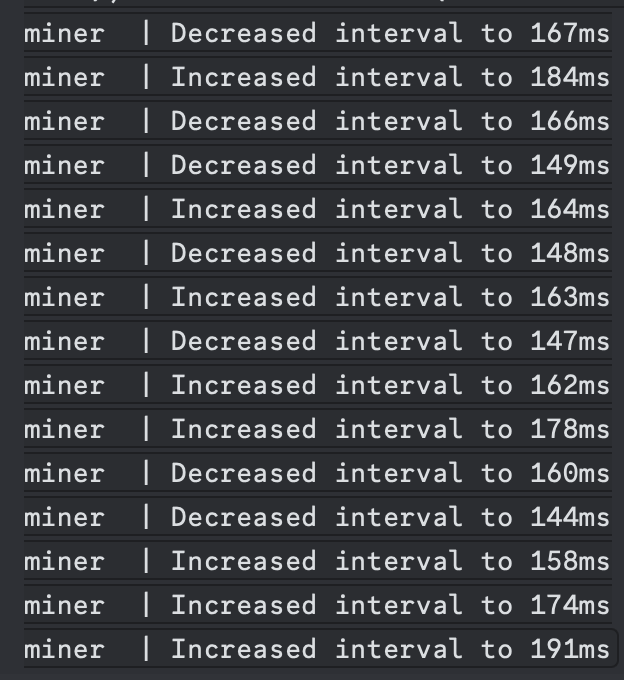 miner | Decreased interval to 167ms
miner | Increased interval to 184ms
miner | Decreased interval to 166ms
miner | Decreased interval to 149ms
miner | Increased interval to 164ms
miner | Decreased interval to 148ms
miner | Increased interval to 163ms
miner | Decreased interval to 147ms
miner | Increased interval to 162ms
miner | Increased interval to 178ms
miner | Decreased interval to 160ms
miner | Decreased interval to 144ms
miner | Increased interval to 158ms
miner | Increased interval to 174ms
miner | Increased interval to 191ms